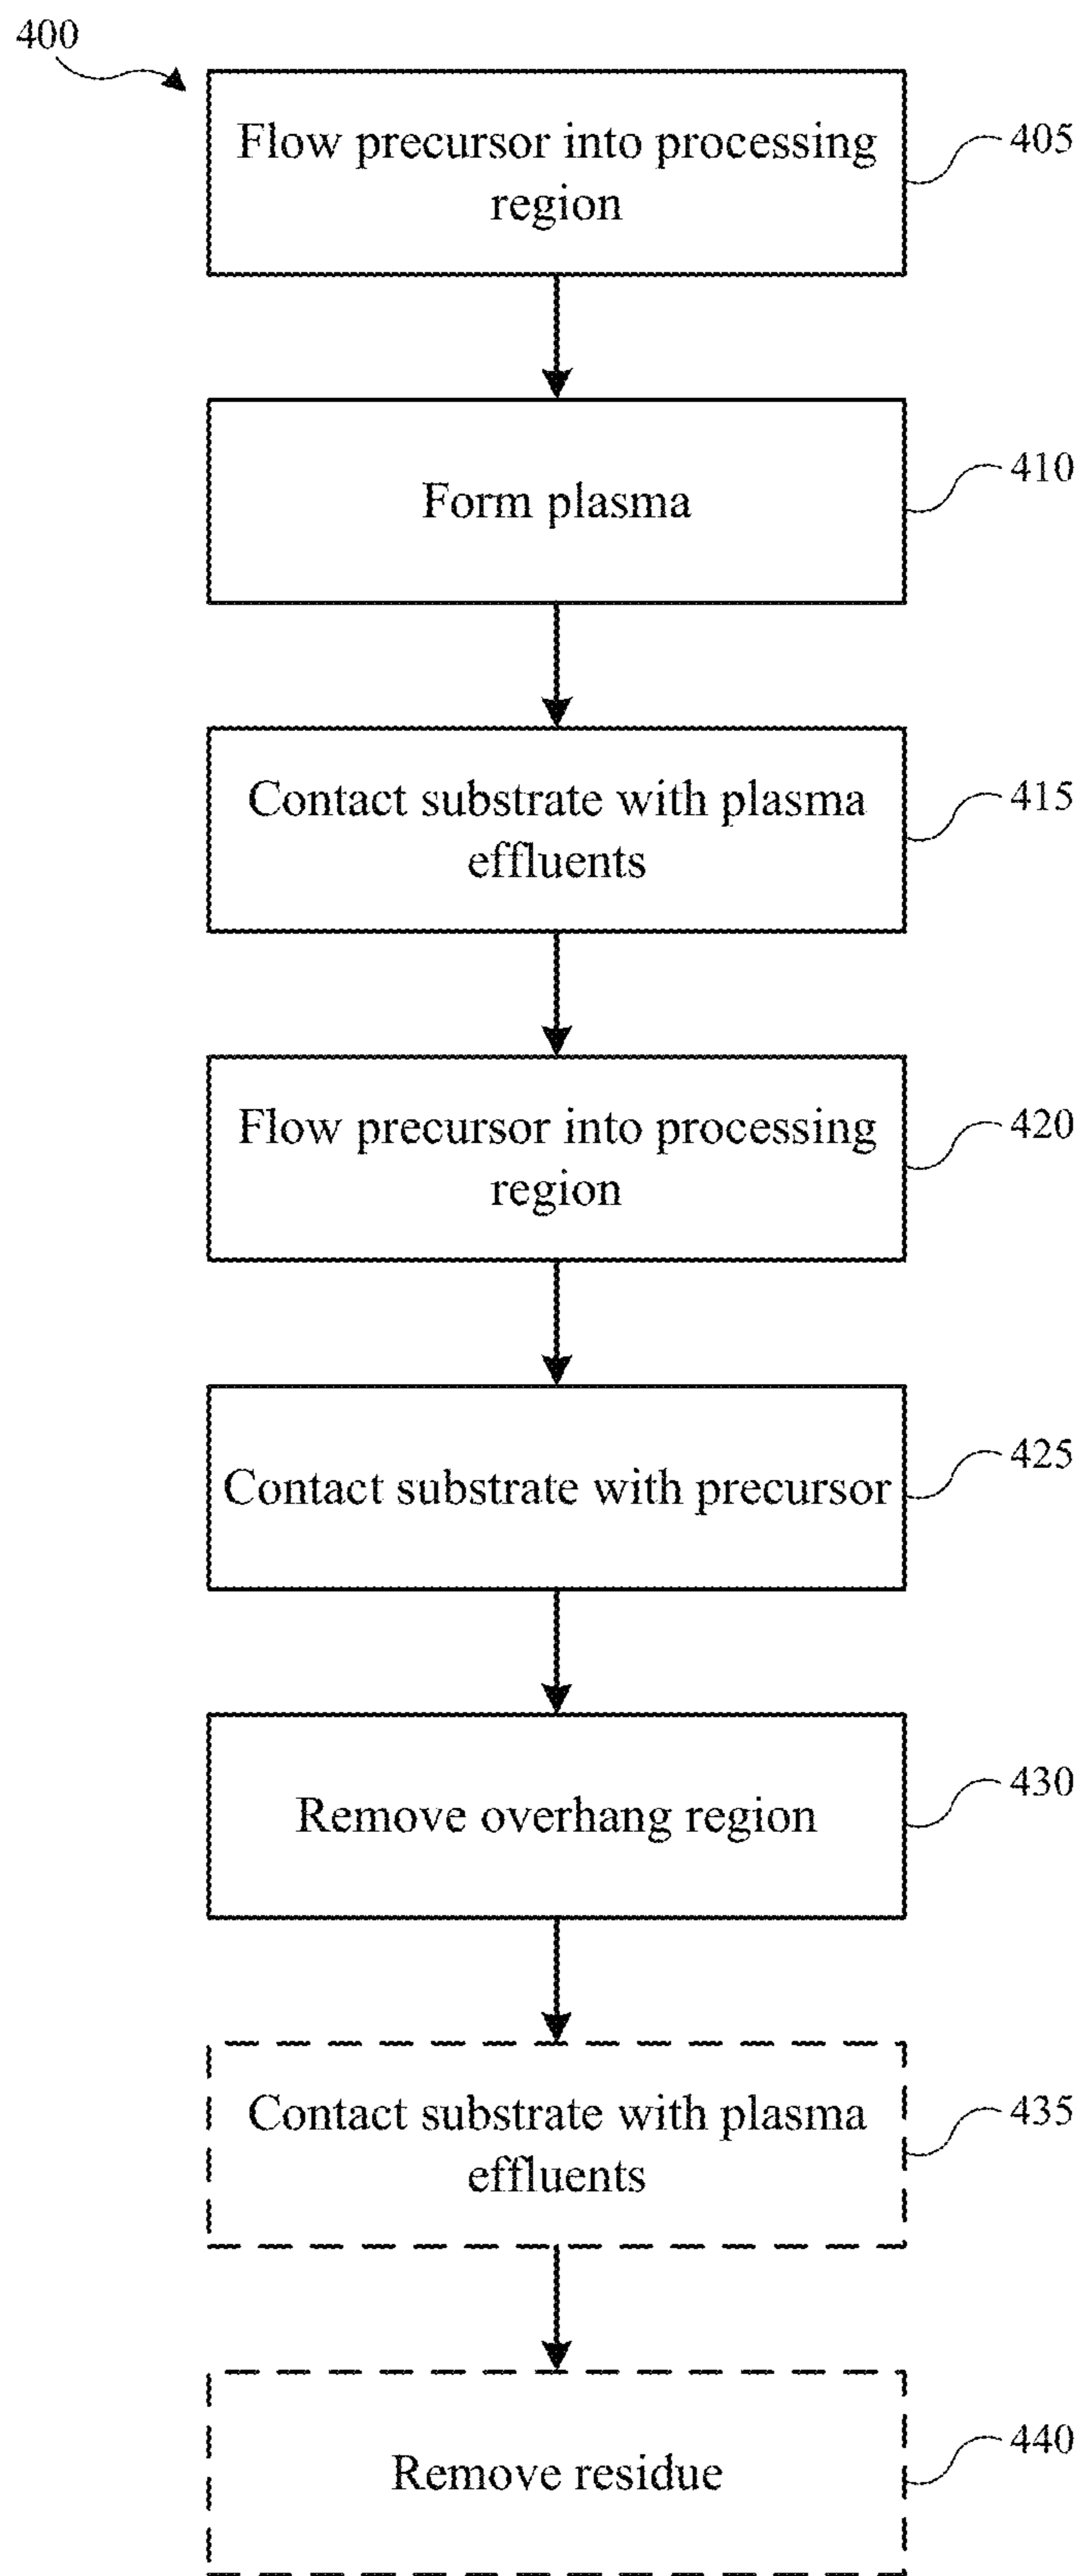 400
Flow precursor into processing
region
405
Form plasma
410
Contact substrate with plasma
effluents
415
Flow precursor into processing
region
420
Contact substrate with precursor
425
Remove overhang region
430
Contact substrate with plasma
effluents
435
Remove residue
440